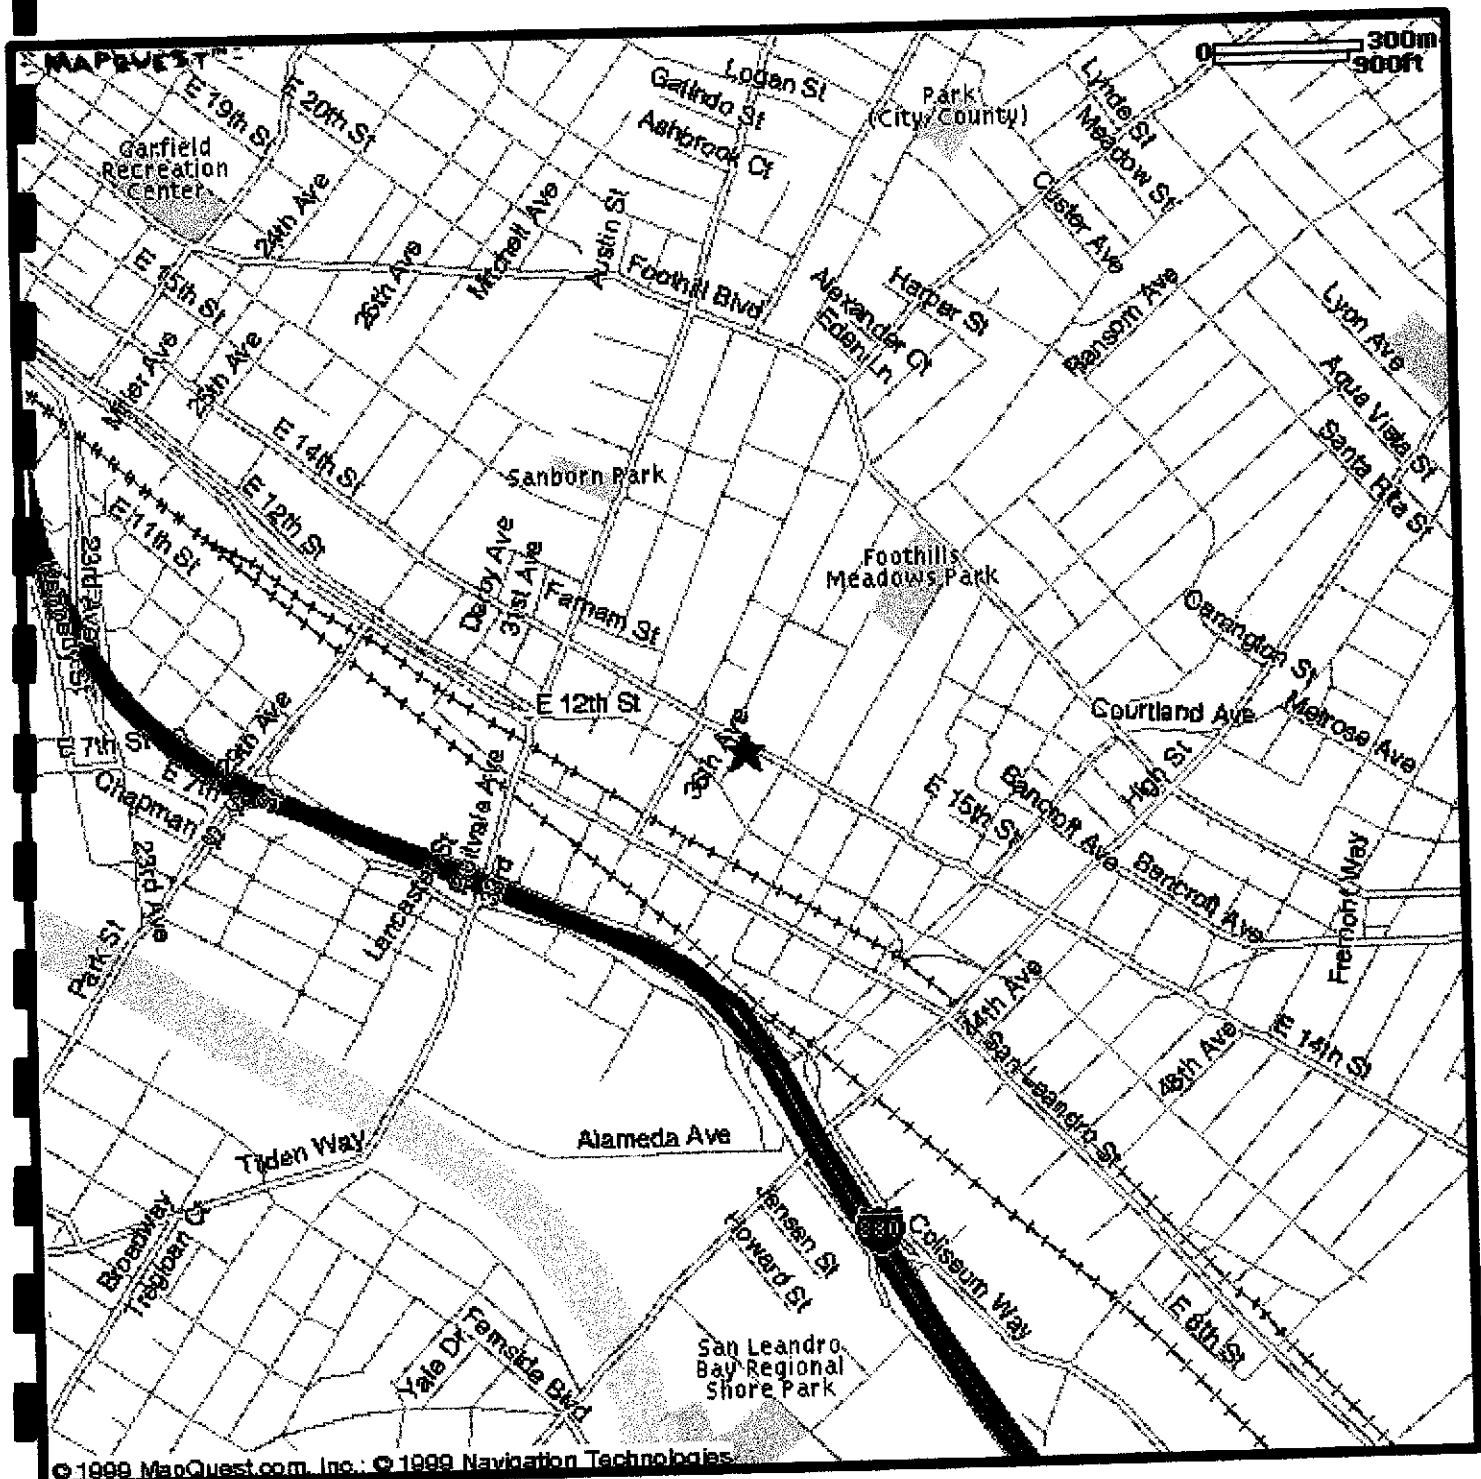 MAPQUEST
0 300m
900ft
Logan St
Galindo St
Ashbrook Ct
Park
(City/County)
Lynde St
Meadow St
E 19th St
E 20th St
Garfield
Recreation
Center
24th Ave
26th Ave
Mitchell Ave
Austin St
Custer Ave
Foothill Blvd
Alexander Ct
Eden Ln
Harper St
Ransom Ave
Lyon Ave
E 15th St
Miller Ave
25th Ave
Aqua Vista St
Santa Rita St
E 14th St
Sanborn Park
E 12th St
E 11th St
23rd Ave
Derby Ave
31st Ave
Farnam St
Foothills
Meadows Park
Carrington St
E 12th St
Courtland Ave
Melrose Ave
29th Ave
E 7th St
E 7th
Chapman St
36th Ave
High St
E 15th St
Bancroft Ave
Bancroft Ave
Fremont Way
23rd Ave
Lancaster St
Park St
44th Ave
48th Ave
E 14th St
San Leandro St
Alameda Ave
Tilden Way
Broadway
Tregloan Ct
Jensen St
Howard St
880
Coliseum Way
E 8th St
Yale Dr
Fernside Blvd
San Leandro
Bay Regional
Shore Park
© 1999 MapQuest.com, Inc.; © 1999 Navigation Technologies